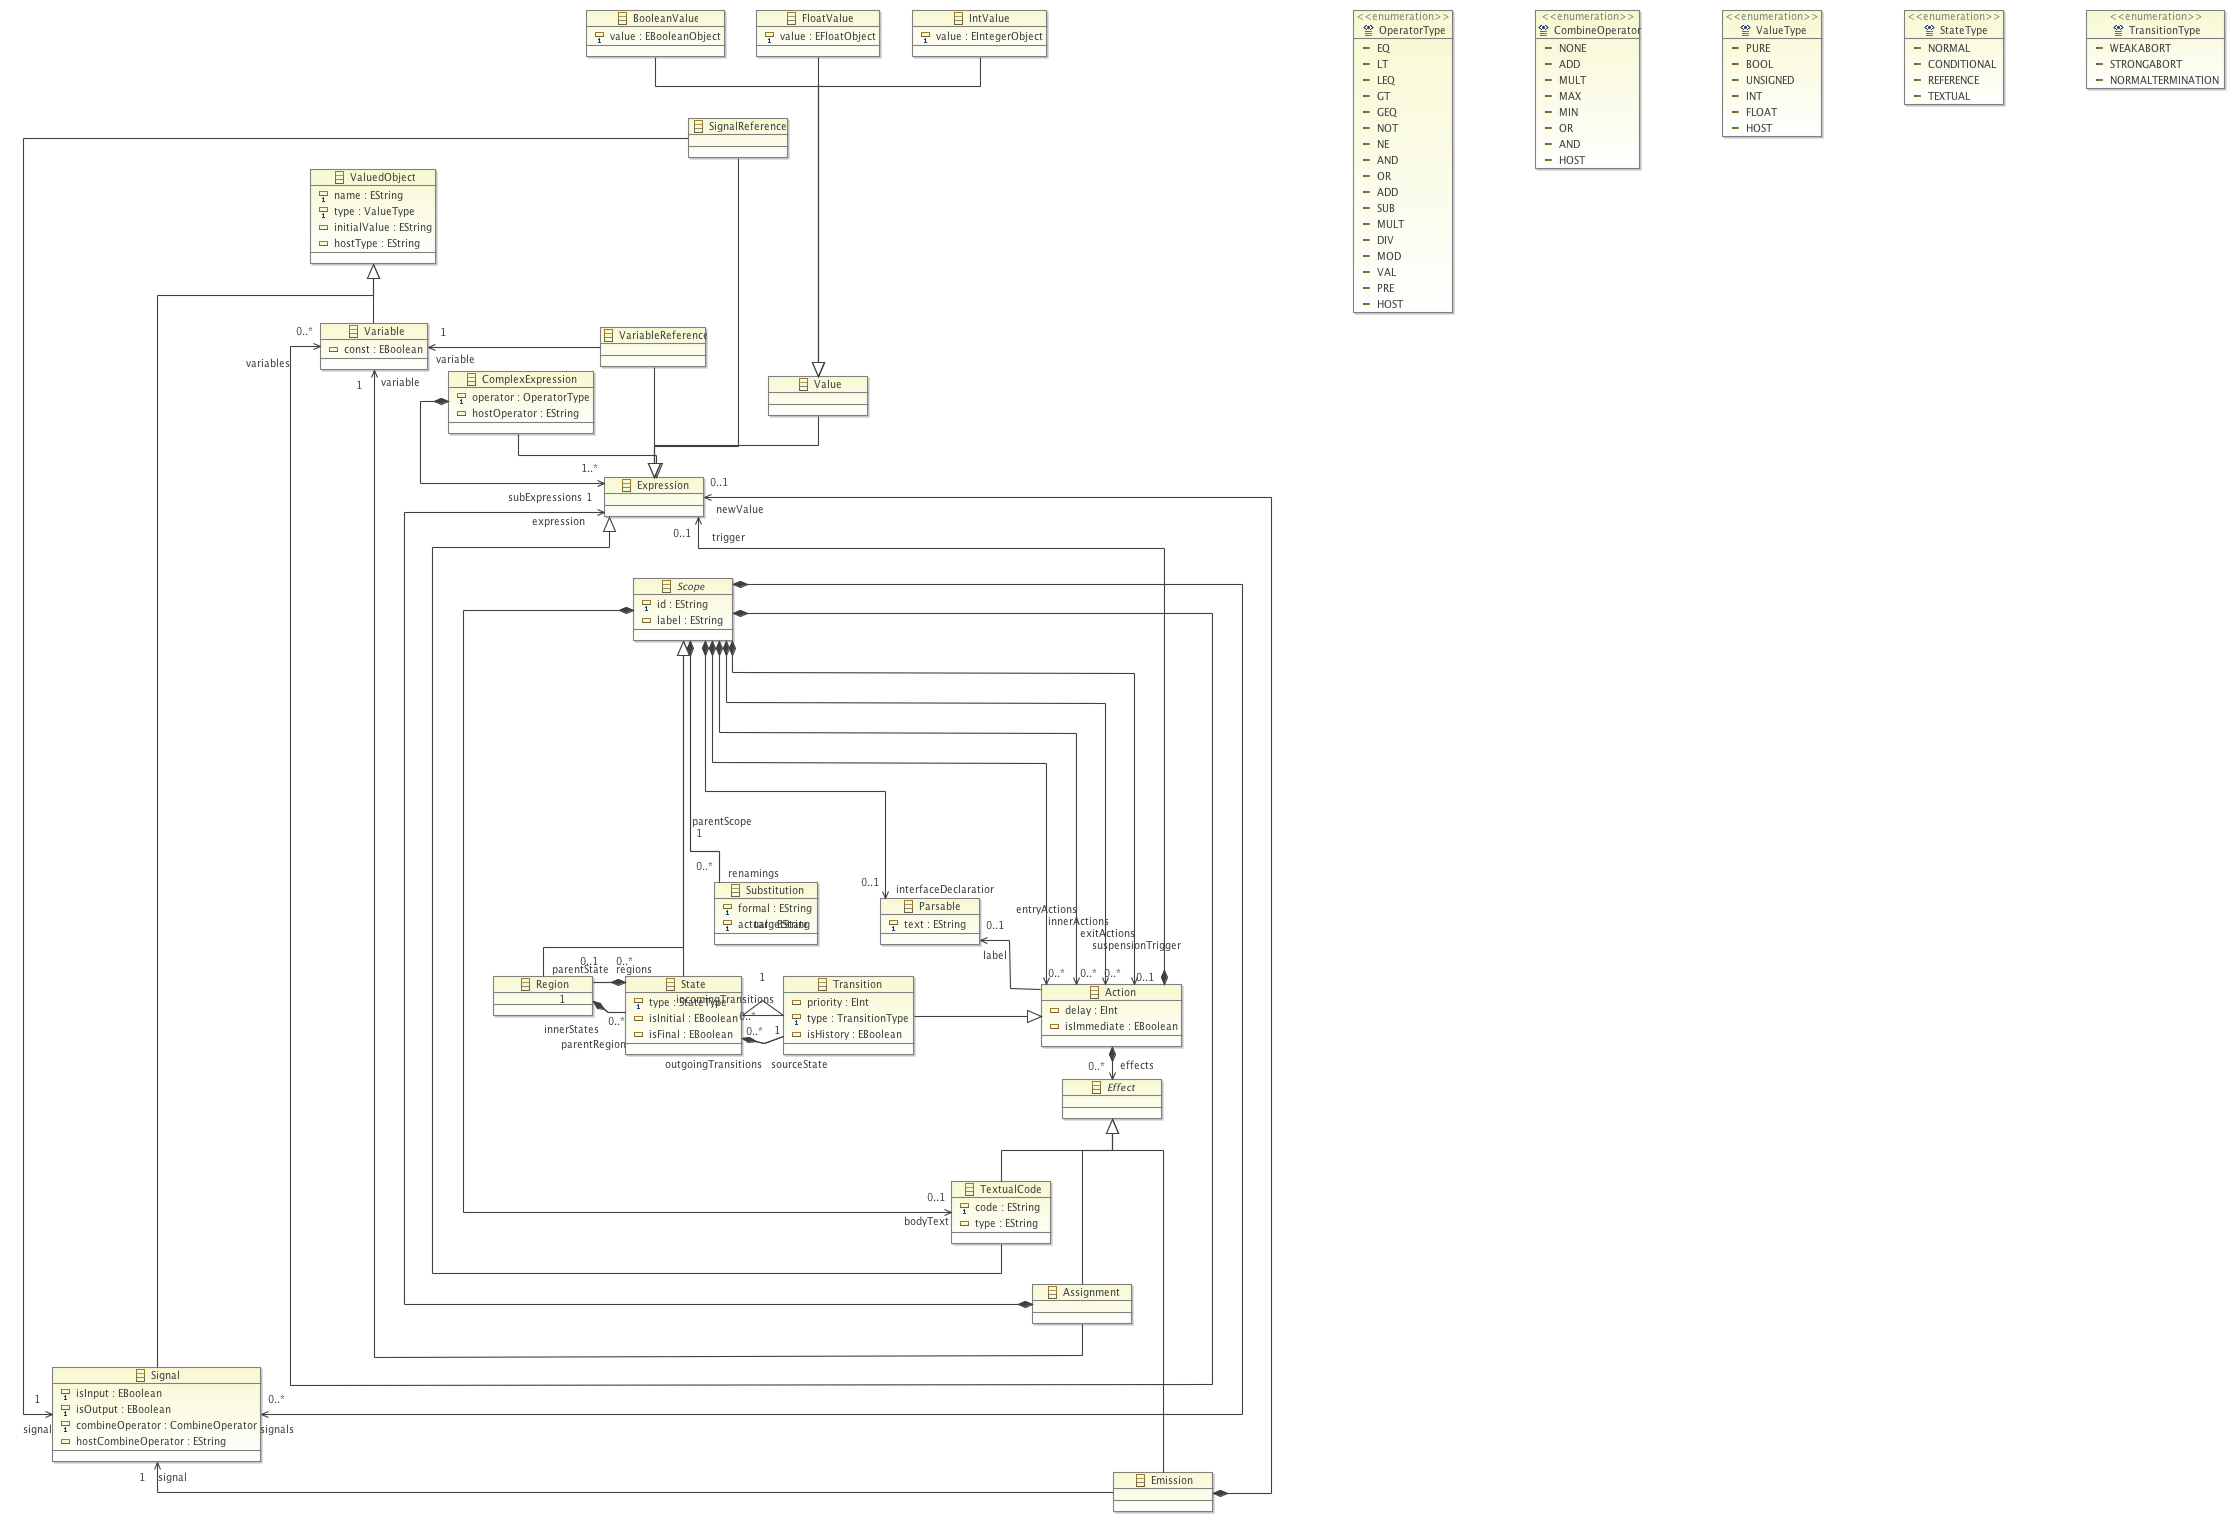 BooleanValue
value : EBooleanObject
FloatValue
value : EFloatObject
IntValue
value : EIntegerObject
<<enumeration>>
OperatorType
EQ
LT
LEQ
GT
GEQ
NOT
NE
AND
OR
ADD
SUB
MULT
DIV
MOD
VAL
PRE
HOST
<<enumeration>>
CombineOperator
NONE
ADD
MULT
MAX
MIN
OR
AND
HOST
<<enumeration>>
ValueType
PURE
BOOL
UNSIGNED
INT
FLOAT
HOST
<<enumeration>>
StateType
NORMAL
CONDITIONAL
REFERENCE
TEXTUAL
<<enumeration>>
TransitionType
WEAKABORT
STRONGABORT
NORMALTERMINATION
SignalReference
ValuedObject
name : EString
type : ValueType
initialValue : EString
hostType : EString
0..*
variables
Variable
const : EBoolean
1
variable
VariableReference
1
variable
ComplexExpression
operator : OperatorType
hostOperator : EString
Value
1..*
subExpressions
1
expression
Expression
0..1
newValue
0..1
trigger
Scope
id : EString
label : EString
parentScope
1
0..*
renamings
Substitution
formal : EString
actual : EString
targetState
0..1
interfaceDeclaration
Parsable
text : EString
0..1
label
entryActions
innerActions
exitActions
suspensionTrigger
0..*
0..*
0..*
0..1
0..1
parentState
0..*
regions
Region
1
innerStates
0..*
parentRegion
State
type : StateType
isInitial : EBoolean
isFinal : EBoolean
incomingTransitions
1
0..*
0..*
1
outgoingTransitions
sourceState
Transition
priority : EInt
type : TransitionType
isHistory : EBoolean
Action
delay : EInt
isImmediate : EBoolean
0..*
effects
Effect
0..1
bodyText
TextualCode
code : EString
type : EString
Assignment
Signal
isInput : EBoolean
isOutput : EBoolean
combineOperator : CombineOperator
hostCombineOperator : EString
1
signal
0..*
signals
1
signal
Emission